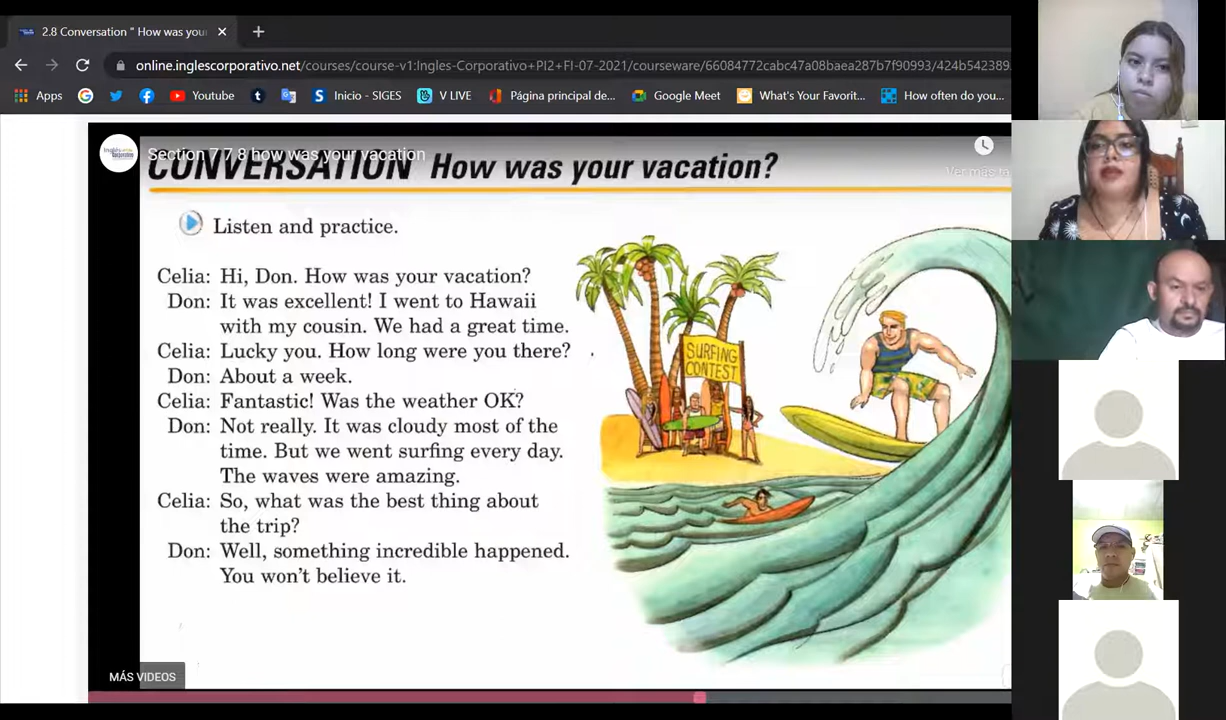 2.8 Conversation " How was you
online.inglescorporativo.net/courses/course-v1:Ingles-Corporativo+PI2+FI-07-2021/courseware/66084772cabc47a08baea287b7f90993/424b542389
Apps
Youtube
Inicio - SIGES
V LIVE
Página principal de...
Google Meet
What's Your Favorit...
How often do you...
Section 7 7 8 how was your vacation
CONVERSATION How was your vacation?
Ver más ta
Listen and practice.
Celia: Hi, Don. How was your vacation?
Don: It was excellent! I went to Hawaii
with my cousin. We had a great time.
Celia: Lucky you. How long were you there?
Don: About a week.
Celia: Fantastic! Was the weather OK?
Don: Not really. It was cloudy most of the
time. But we went surfing every day.
The waves were amazing.
Celia: So, what was the best thing about
the trip?
Don: Well, something incredible happened.
You won't believe it.
SURFING
CONTEST
MÁS VIDEOS